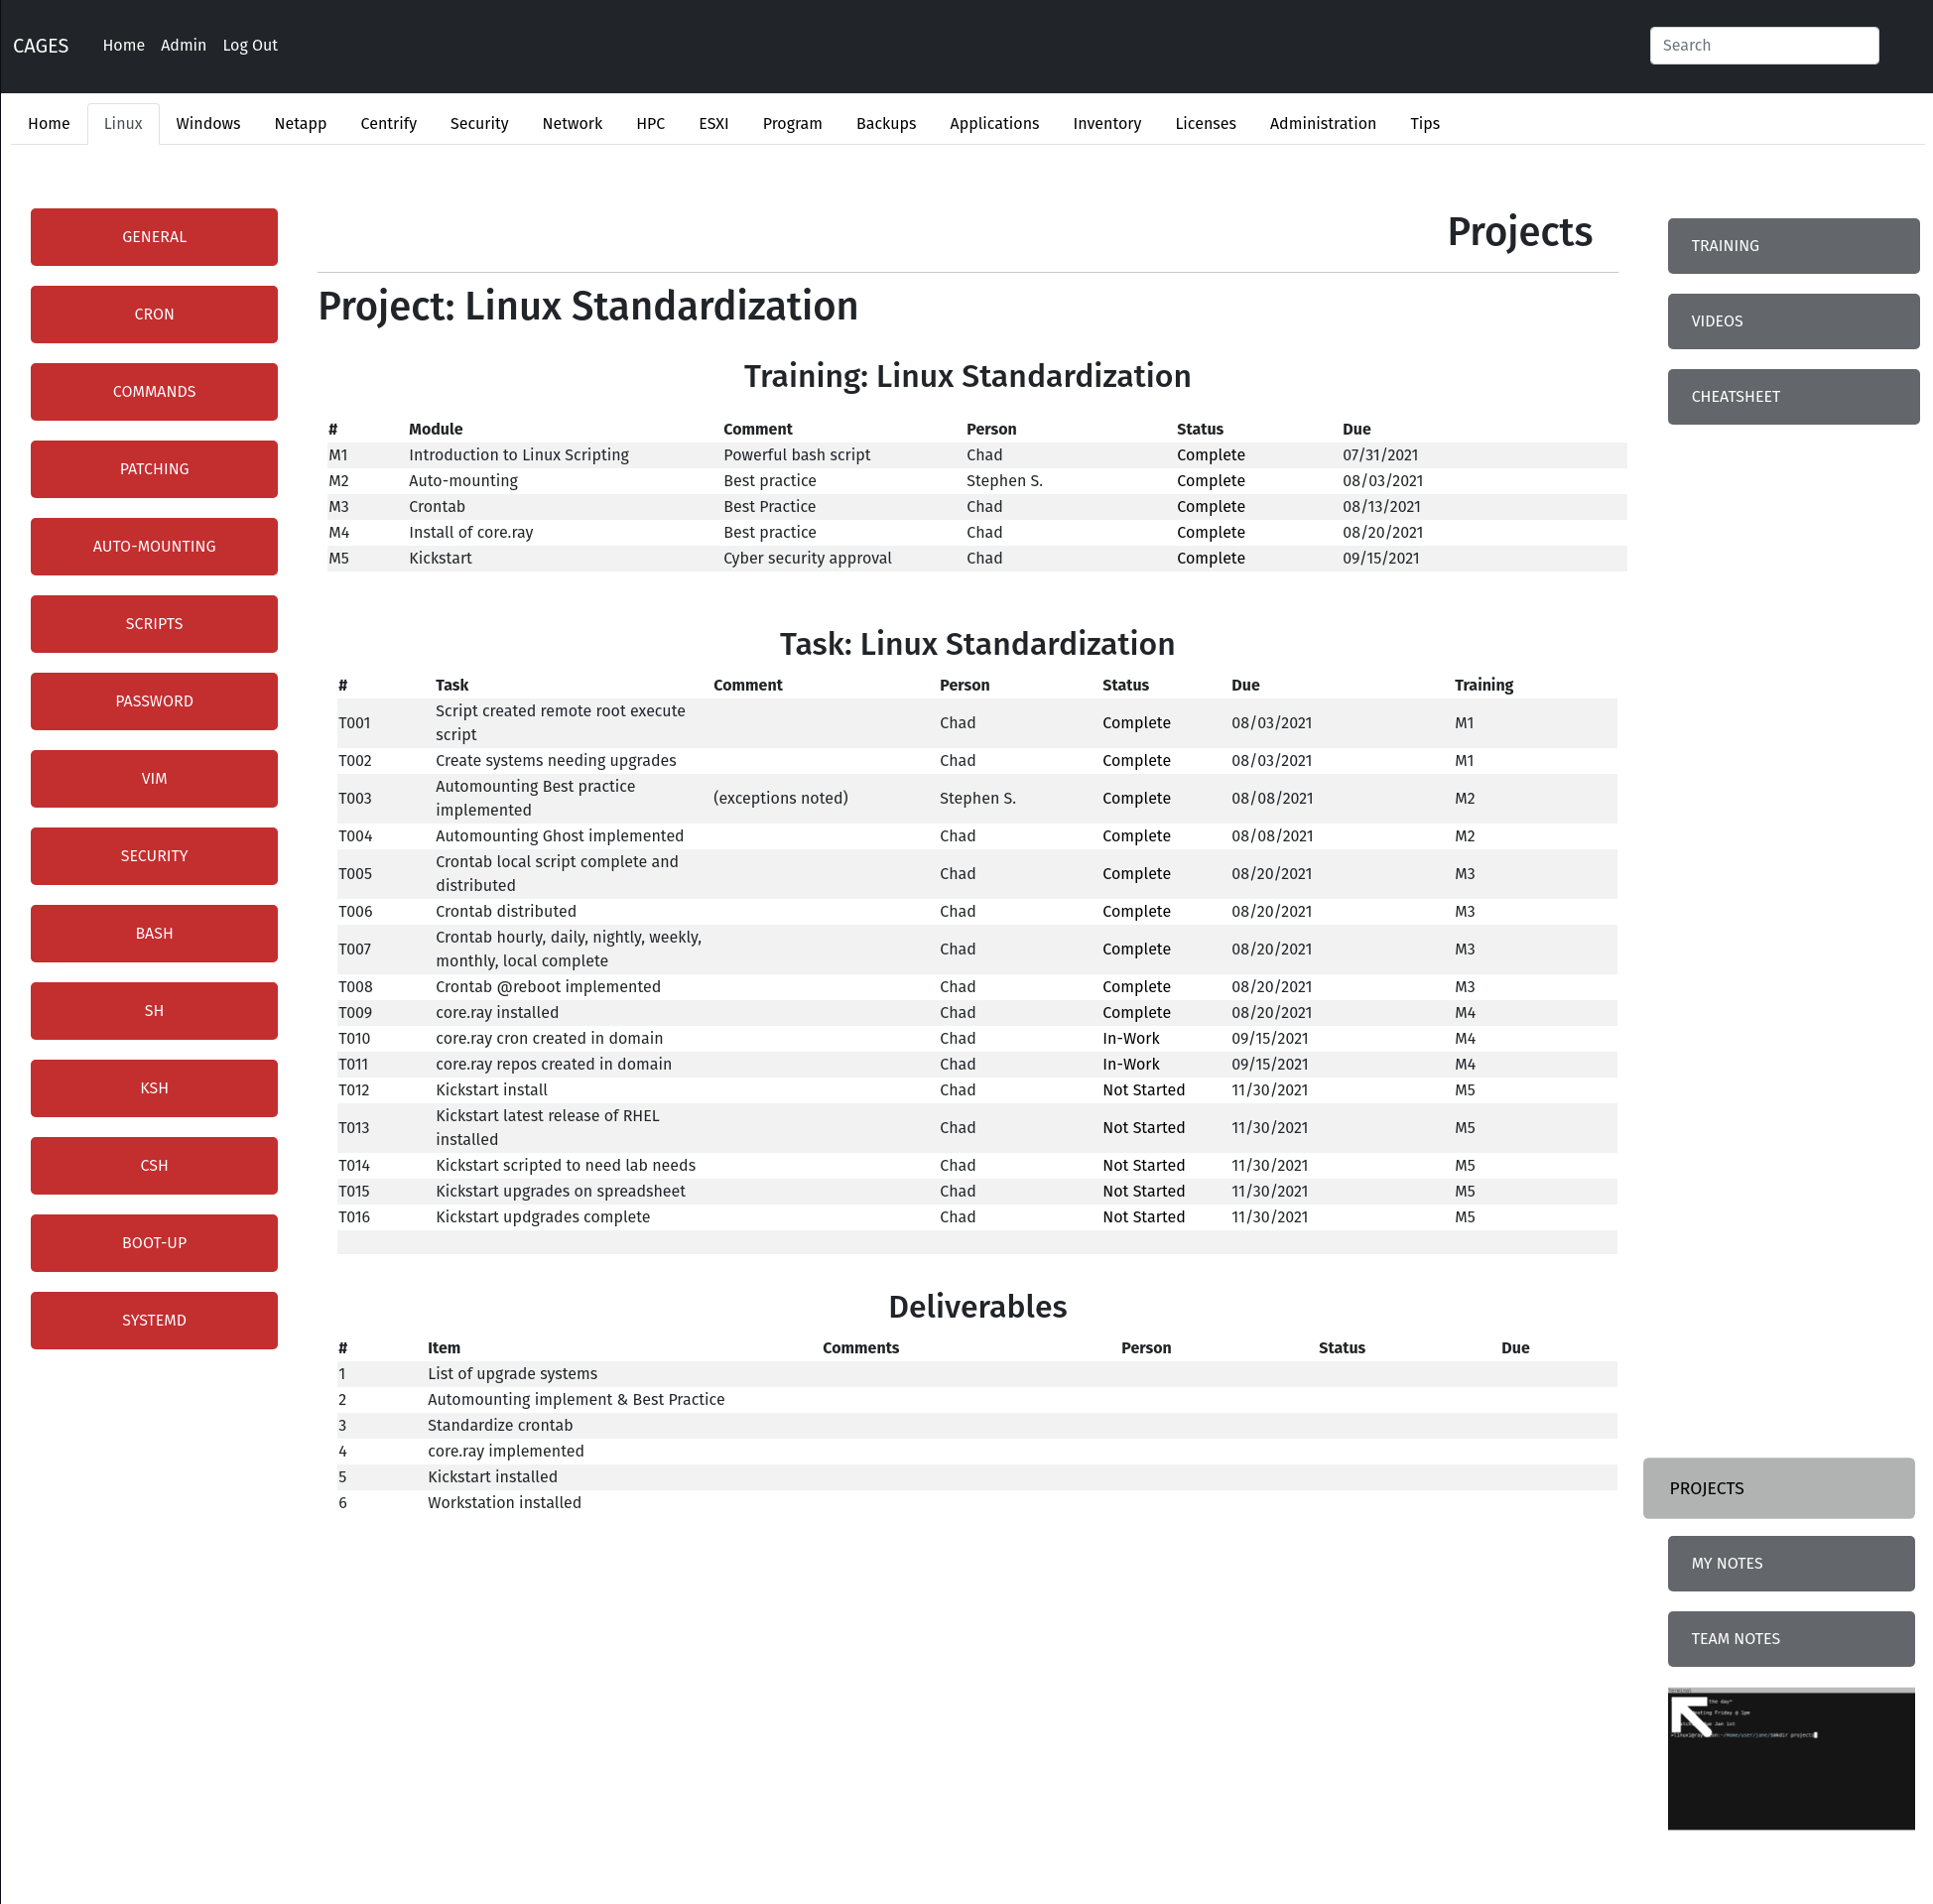 CAGES Home Admin Log Out Search
Home Linux Windows Netapp Centrify Security Network HPC ESXI Program Backups Applications Inventory Licenses Administration Tips
GENERAL
CRON
COMMANDS
PATCHING
AUTO-MOUNTING
SCRIPTS
PASSWORD
VIM
SECURITY
BASH
SH
KSH
CSH
BOOT-UP
SYSTEMD
Projects
Project: Linux Standardization
Training: Linux Standardization
# Module Comment Person Status Due
M1 Introduction to Linux Scripting Powerful bash script Chad Complete 07/31/2021
M2 Auto-mounting Best practice Stephen S. Complete 08/03/2021
M3 Crontab Best Practice Chad Complete 08/13/2021
M4 Install of core.ray Best practice Chad Complete 08/20/2021
M5 Kickstart Cyber security approval Chad Complete 09/15/2021
Task: Linux Standardization
# Task Comment Person Status Due Training
T001 Script created remote root execute script Chad Complete 08/03/2021 M1
T002 Create systems needing upgrades Chad Complete 08/03/2021 M1
T003 Automounting Best practice implemented (exceptions noted) Stephen S. Complete 08/08/2021 M2
T004 Automounting Ghost implemented Chad Complete 08/08/2021 M2
T005 Crontab local script complete and distributed Chad Complete 08/20/2021 M3
T006 Crontab distributed Chad Complete 08/20/2021 M3
T007 Crontab hourly, daily, nightly, weekly, monthly, local complete Chad Complete 08/20/2021 M3
T008 Crontab @reboot implemented Chad Complete 08/20/2021 M3
T009 core.ray installed Chad Complete 08/20/2021 M4
T010 core.ray cron created in domain Chad In-Work 09/15/2021 M4
T011 core.ray repos created in domain Chad In-Work 09/15/2021 M4
T012 Kickstart install Chad Not Started 11/30/2021 M5
T013 Kickstart latest release of RHEL installed Chad Not Started 11/30/2021 M5
T014 Kickstart scripted to need lab needs Chad Not Started 11/30/2021 M5
T015 Kickstart upgrades on spreadsheet Chad Not Started 11/30/2021 M5
T016 Kickstart updgrades complete Chad Not Started 11/30/2021 M5
Deliverables
# Item Comments Person Status Due
1 List of upgrade systems
2 Automounting implement & Best Practice
3 Standardize crontab
4 core.ray implemented
5 Kickstart installed
6 Workstation installed
TRAINING
VIDEOS
CHEATSHEET
PROJECTS
MY NOTES
TEAM NOTES
Terminal
the day"
Friday @ 1pm
projects